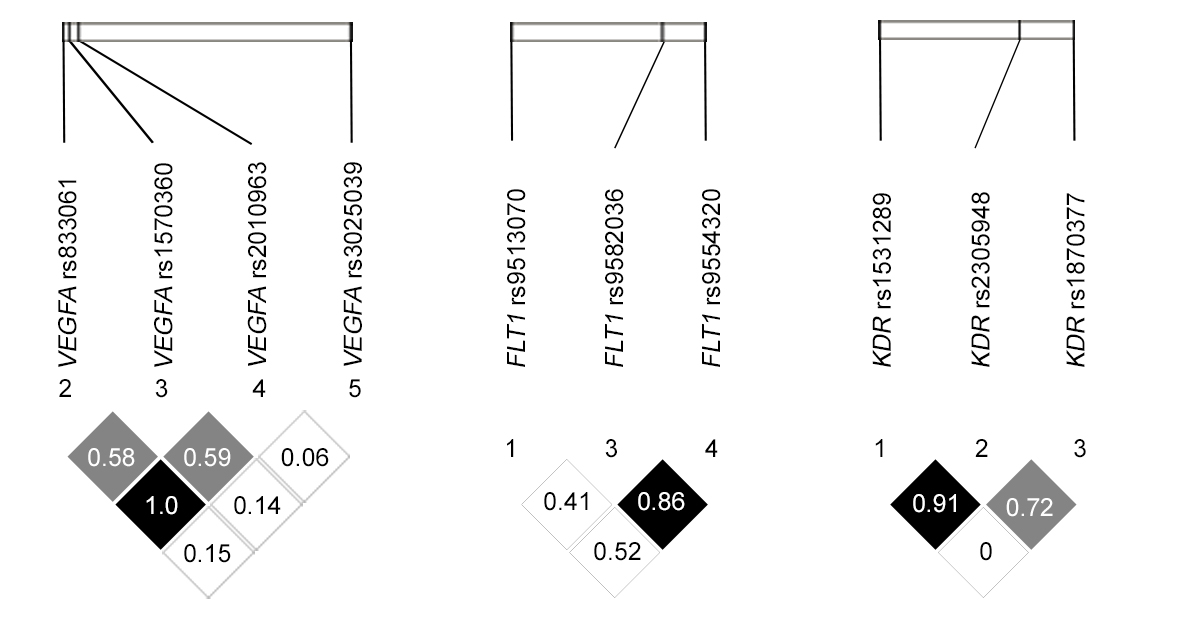 VEGFA rs833061
VEGFA rs1570360
VEGFA rs2010963
VEGFA rs3025039
2 3 4 5
0.58 0.59 0.06
1.0 0.14
0.15
FLT1 rs9513070
FLT1 rs9582036
FLT1 rs9554320
1 3 4
0.41 0.86
0.52
KDR rs1531289
KDR rs2305948
KDR rs1870377
1 2 3
0.91 0.72
0